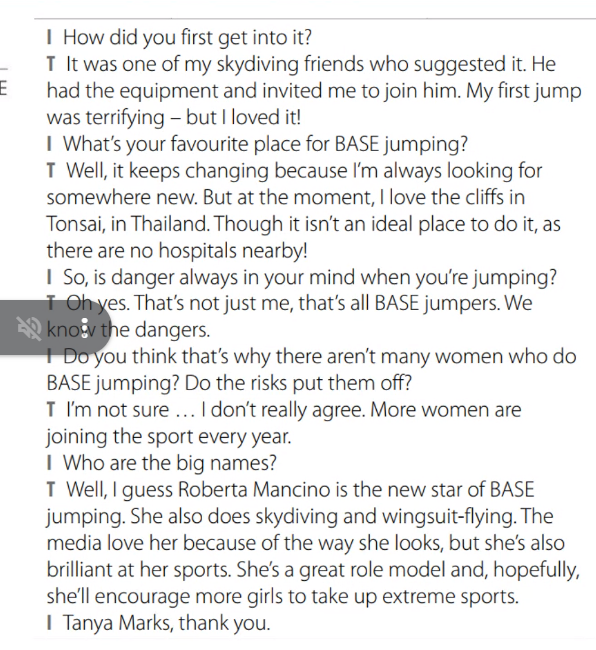 I How did you first get into it?
T It was one of my skydiving friends who suggested it. He
E
had the equipment and invited me to join him. My first jump
was terrifying – but I loved it!
I What's your favourite place for BASE jumping?
T Well, it keeps changing because I'm always looking for
somewhere new. But at the moment, I love the cliffs in
Tonsai, in Thailand. Though it isn't an ideal place to do it, as
there are no hospitals nearby!
I So, is danger always in your mind when you're jumping?
T Oh yes. That's not just me, that's all BASE jumpers. We
know the dangers.
I Do you think that's why there aren't many women who do
BASE jumping? Do the risks put them off?
T I'm not sure … I don't really agree. More women are
joining the sport every year.
I Who are the big names?
T Well, I guess Roberta Mancino is the new star of BASE
jumping. She also does skydiving and wingsuit-flying. The
media love her because of the way she looks, but she's also
brilliant at her sports. She's a great role model and, hopefully,
she'll encourage more girls to take up extreme sports.
I Tanya Marks, thank you.